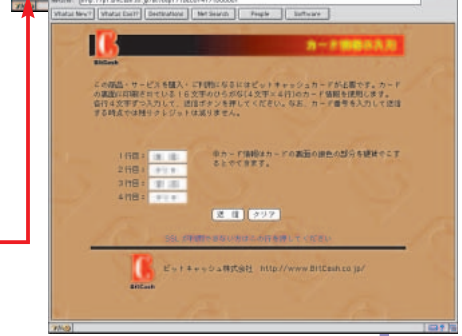 What's New? What's Cool? Destinations Net Search People Software
BitCash
カード情報の入力
この商品・サービスを購入・ご利用になるにはビットキャッシュカードが必要です。カード
の裏面に印刷されている16文字のひらがな(4文字×4行)のカード情報を使用します。
各行4文字ずつ入力して、送信ボタンを押してください。なお、カード番号を入力して送信
する時点では残りクレジットは減りません。
1行目:
2行目:
3行目:
4行目:
※カード情報はカードの裏面の銀色の部分を硬貨でこす
るとでてきます。
送信 クリア
SSL
BitCash
ビットキャッシュ株式会社 http://www.BitCash.co.jp/